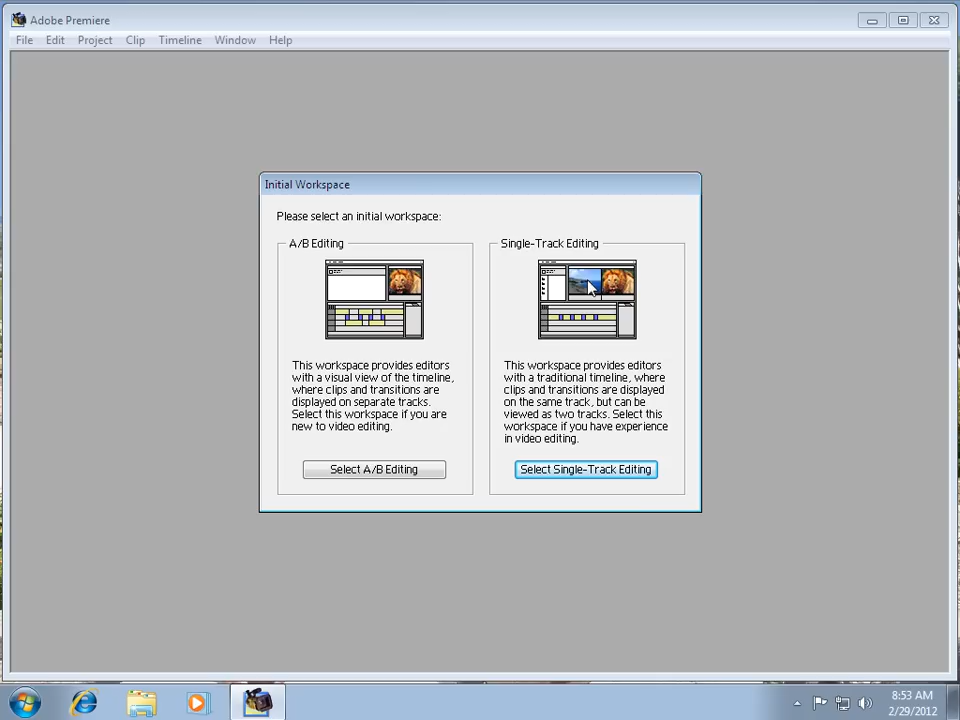 Adobe Premiere
File Edit Project Clip Timeline Window Help
Initial Workspace
Please select an initial workspace:
A/B Editing
This workspace provides editors
with a visual view of the timeline,
where clips and transitions are
displayed on separate tracks.
Select this workspace if you are
new to video editing.
Select A/B Editing
Single-Track Editing
This workspace provides editors
with a traditional timeline, where
clips and transitions are displayed
on the same track, but can be
viewed as two tracks. Select this
workspace if you have experience
in video editing.
Select Single-Track Editing
8:53 AM
2/29/2012